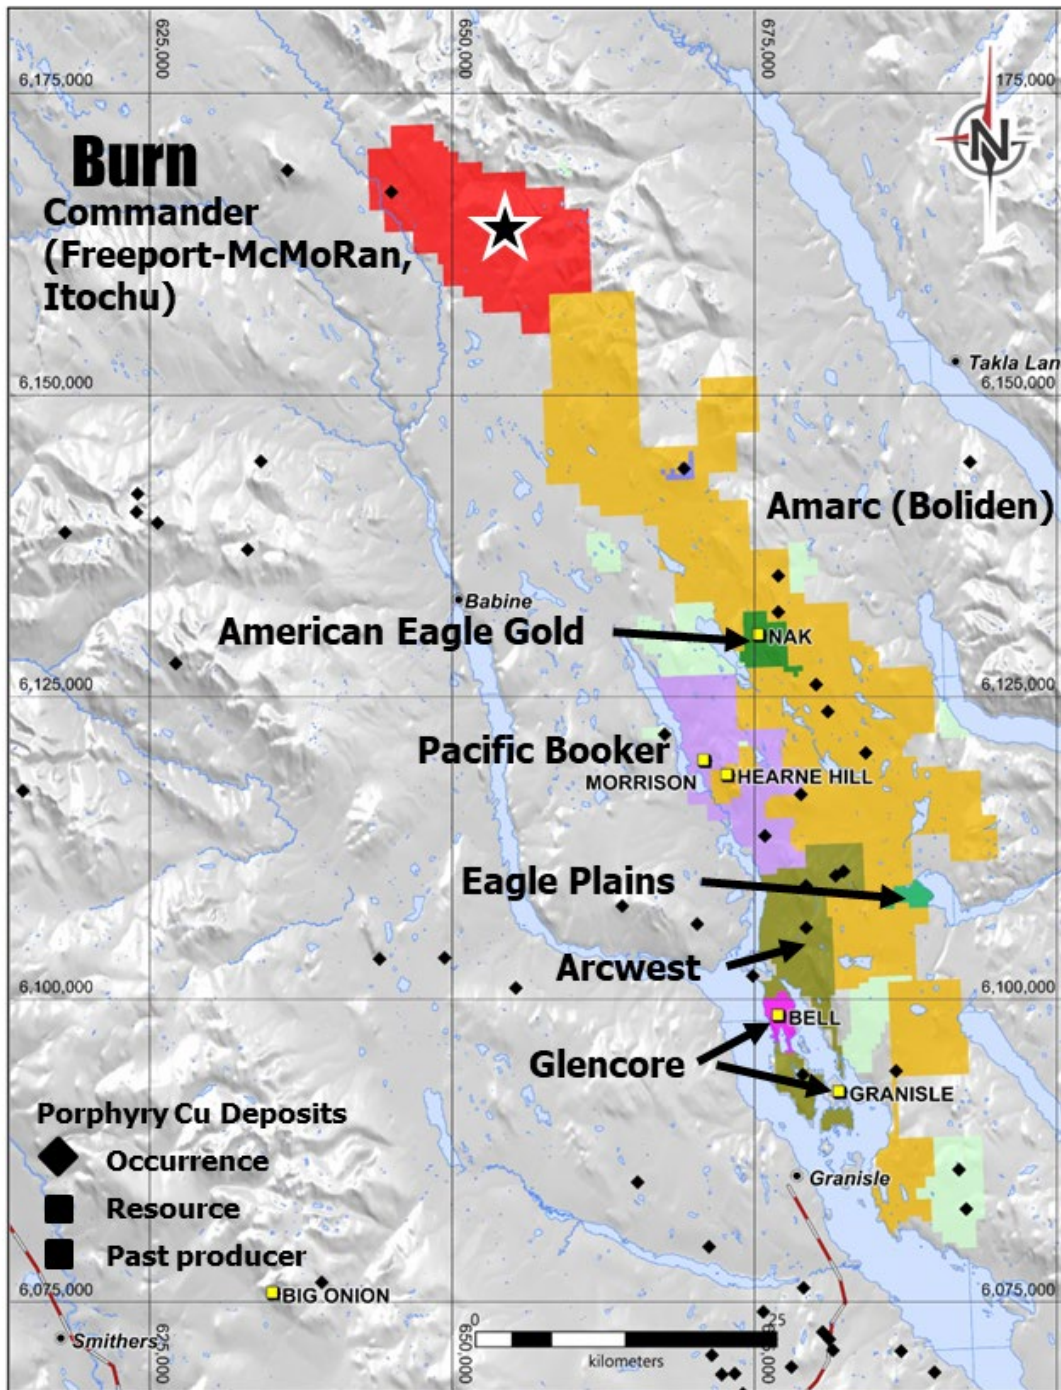 625,000
650,000
675,000
6,175,000
175,000
N
Burn
Commander
(Freeport-McMoRan,
Itochu)
Takla Lan
6,150,000
6,150,000
Amarc (Boliden)
Babine
American Eagle Gold
NAK
6,125,000
6,125,000
Pacific Booker
MORRISON
HEARNE HILL
Eagle Plains
Arcwest
6,100,000
6,100,000
BELL
Glencore
GRANISLE
Porphyry Cu Deposits
Occurrence
Resource
Past producer
Granisle
6,075,000
6,075,000
BIG ONION
Smithers
0
25
kilometers
625,000
650,000